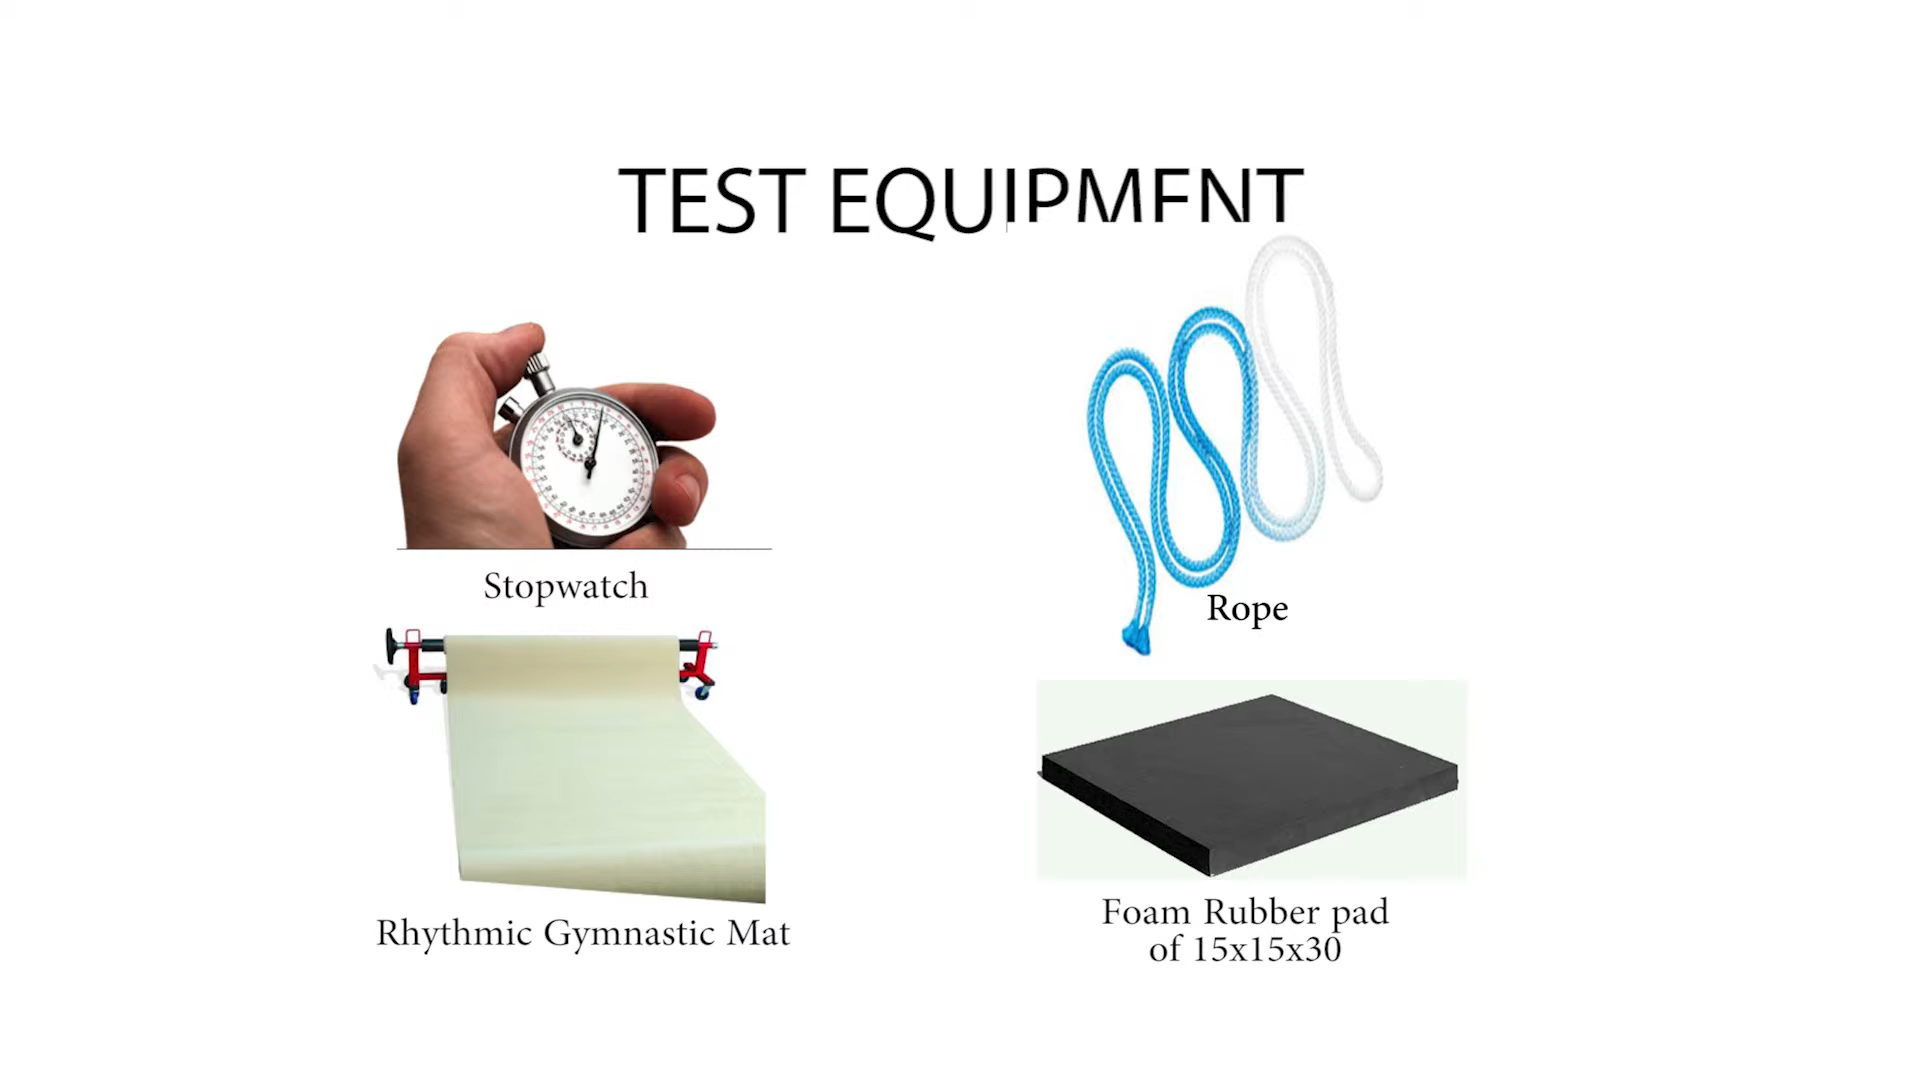 TEST EQUIPMENT
Stopwatch
Rope
Rhythmic Gymnastic Mat
Foam Rubber pad
of 15x15x30